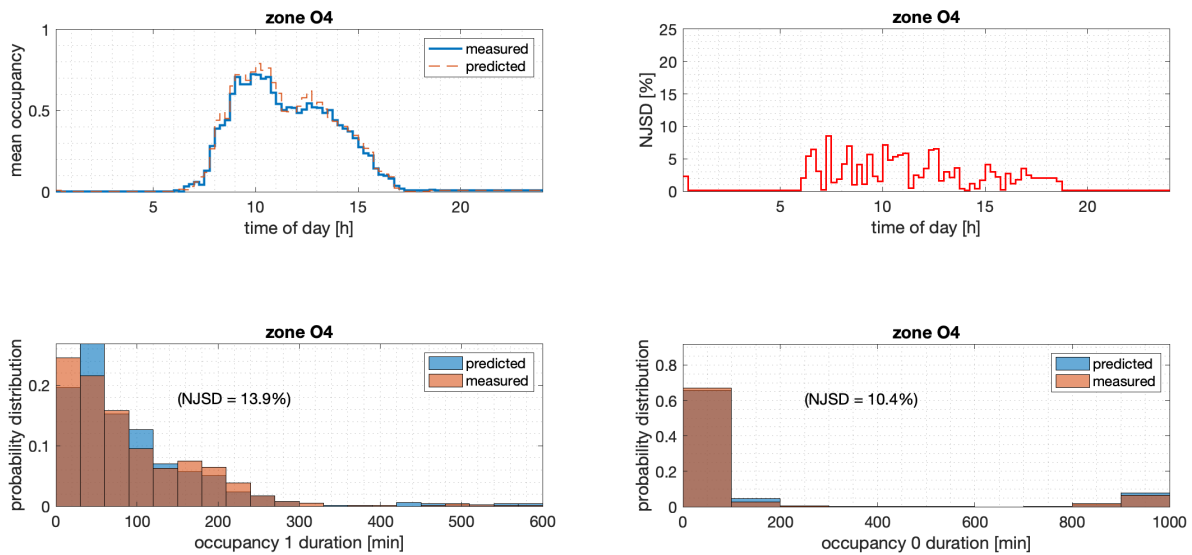 zone O4
1
0.5
0
mean occupancy
measured
predicted
5
10
15
20
time of day [h]
zone O4
25
20
15
10
5
0
NJSD [%]
5
10
15
20
time of day [h]
zone O4
0.2
0.1
0
probability distribution
predicted
measured
(NJSD = 13.9%)
0
100
200
300
400
500
600
occupancy 1 duration [min]
zone O4
0.8
0.6
0.4
0.2
0
probability distribution
predicted
measured
(NJSD = 10.4%)
0
200
400
600
800
1000
occupancy 0 duration [min]